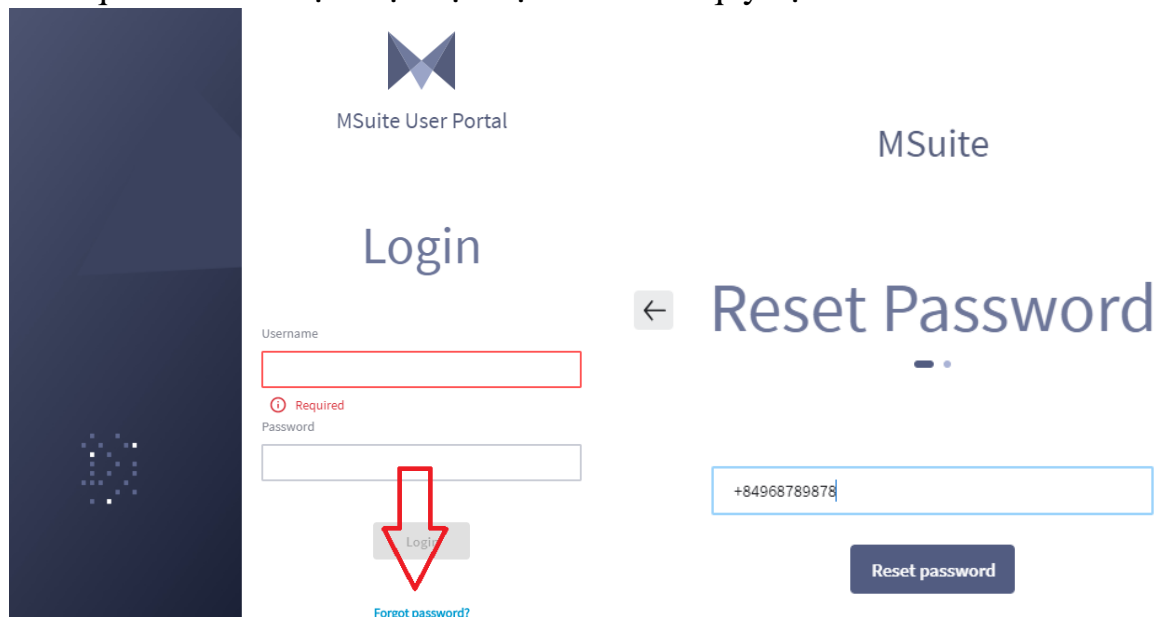 MSuite User Portal
Login
Username
Required
Password
Login
Forgot password?
MSuite
Reset Password
+84968789878
Reset password